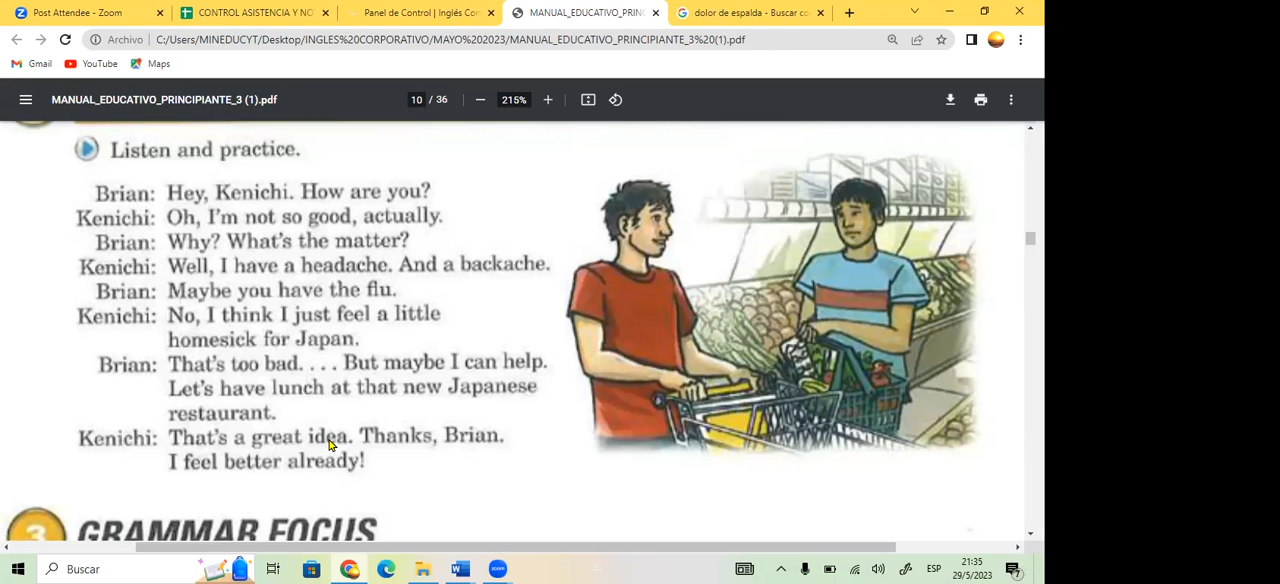 Post Attendee - Zoom
CONTROL ASISTENCIA Y NO
Panel de Control | Inglés Con
MANUAL_EDUCATIVO_PRINCIPI
dolor de espalda - Buscar co
Archivo
C:/Users/MINEDUCYT/Desktop/INGLES%20CORPORATIVO/MAYO%202023/MANUAL_EDUCATIVO_PRINCIPIANTE_3%20(1).pdf
Gmail
YouTube
Maps
MANUAL_EDUCATIVO_PRINCIPIANTE_3 (1).pdf
10 / 36
215%
Listen and practice.
Brian: Hey, Kenichi. How are you?
Kenichi: Oh, I'm not so good, actually.
Brian: Why? What's the matter?
Kenichi: Well, I have a headache. And a backache.
Brian: Maybe you have the flu.
Kenichi: No, I think I just feel a little
homesick for Japan.
Brian: That's too bad. . . . But maybe I can help.
Let's have lunch at that new Japanese
restaurant.
Kenichi: That's a great idea. Thanks, Brian.
I feel better already!
3 GRAMMAR FOCUS
Buscar
ESP
21:35
29/5/2023
7